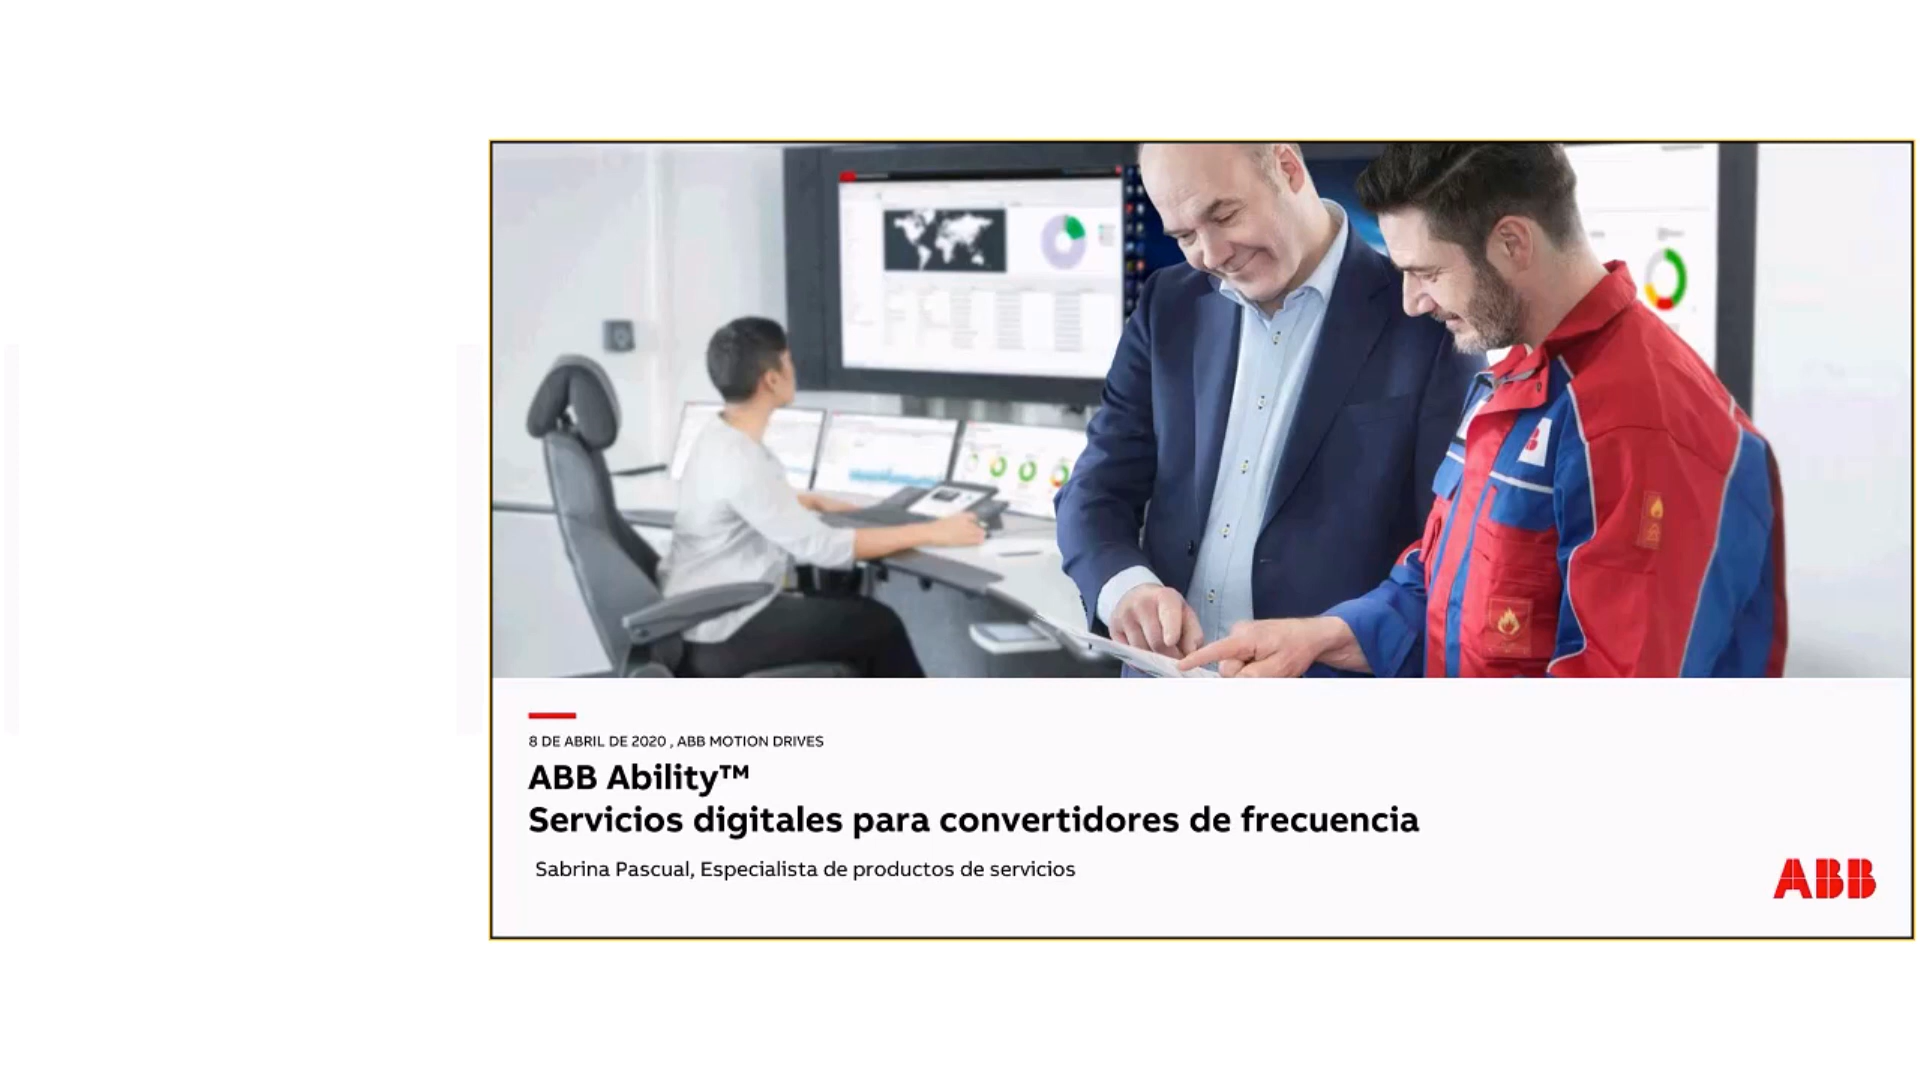 8 DE ABRIL DE 2020 , ABB MOTION DRIVES
ABB Ability™
Servicios digitales para convertidores de frecuencia
Sabrina Pascual, Especialista de productos de servicios
ABB